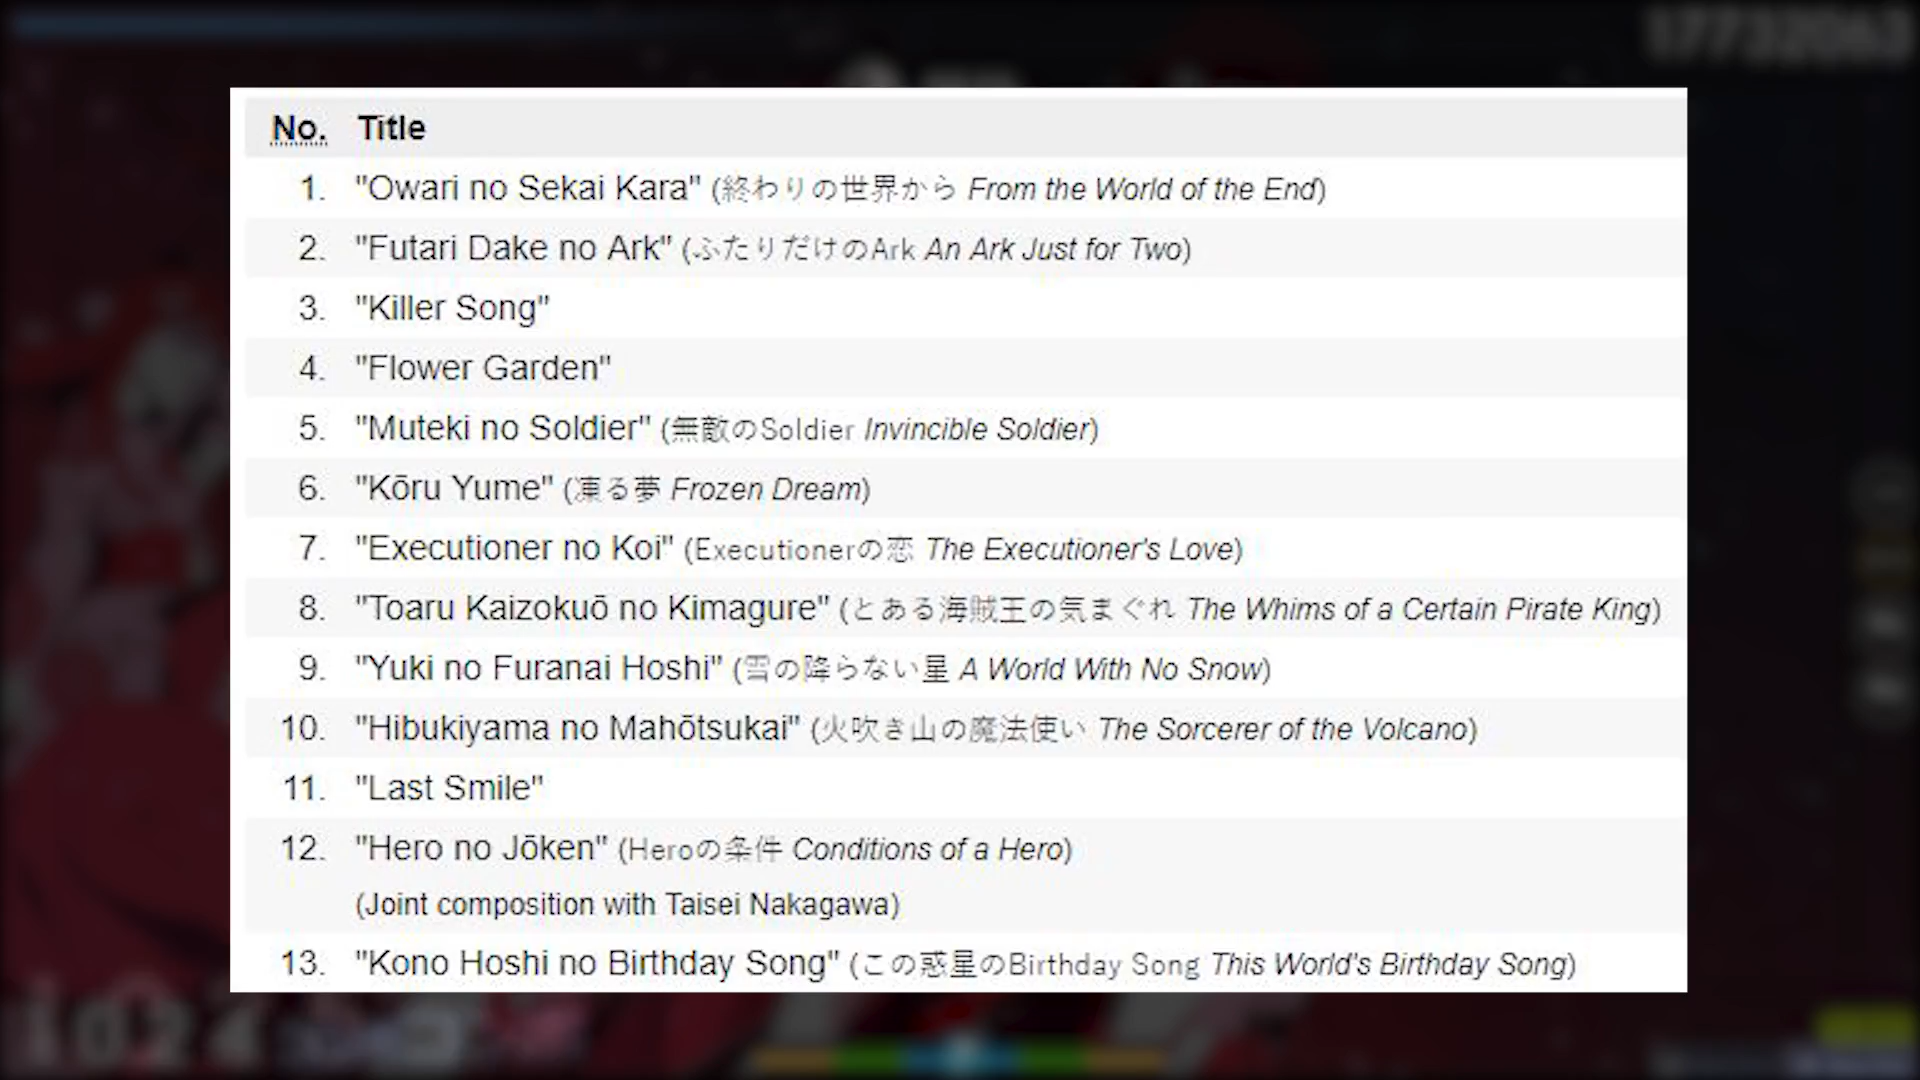 17732063
No. Title
1. "Owari no Sekai Kara" (終わりの世界から From the World of the End)
2. "Futari Dake no Ark" (ふたりだけのArk An Ark Just for Two)
3. "Killer Song"
4. "Flower Garden"
5. "Muteki no Soldier" (無敵のSoldier Invincible Soldier)
6. "Kōru Yume" (凍る夢 Frozen Dream)
7. "Executioner no Koi" (Executionerの恋 The Executioner's Love)
8. "Toaru Kaizokuō no Kimagure" (とある海賊王の気まぐれ The Whims of a Certain Pirate King)
9. "Yuki no Furanai Hoshi" (雪の降らない星 A World With No Snow)
10. "Hibukiyama no Mahōtsukai" (火吹き山の魔法使い The Sorcerer of the Volcano)
11. "Last Smile"
12. "Hero no Jōken" (Heroの条件 Conditions of a Hero)
(Joint composition with Taisei Nakagawa)
13. "Kono Hoshi no Birthday Song" (この惑星のBirthday Song This World's Birthday Song)
1024